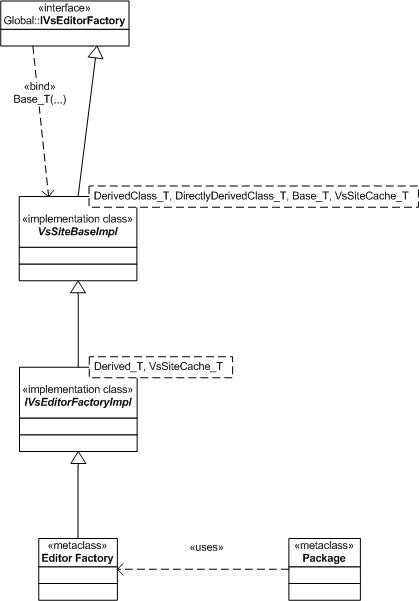 «interface»
Global::IVsEditorFactory
«bind»
Base_T(...)
DerivedClass_T, DirectlyDerivedClass_T, Base_T, VsSiteCache_T
«implementation class»
VsSiteBaseImpl
Derived_T, VsSiteCache_T
«implementation class»
IVsEditorFactoryImpl
«metaclass»
Editor Factory
«uses»
«metaclass»
Package